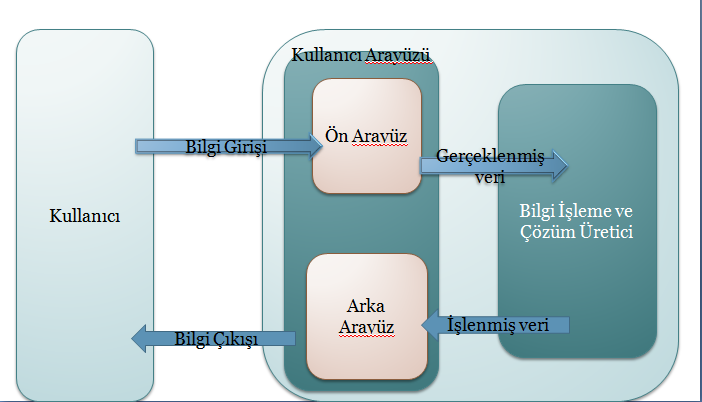 Kullanıcı Arayüzü
Ön Arayüz
Bilgi Girişi
Gerçeklenmiş
veri
Kullanıcı
Bilgi İşleme ve
Çözüm Üretici
Arka
Arayüz
İşlenmiş veri
Bilgi Çıkışı